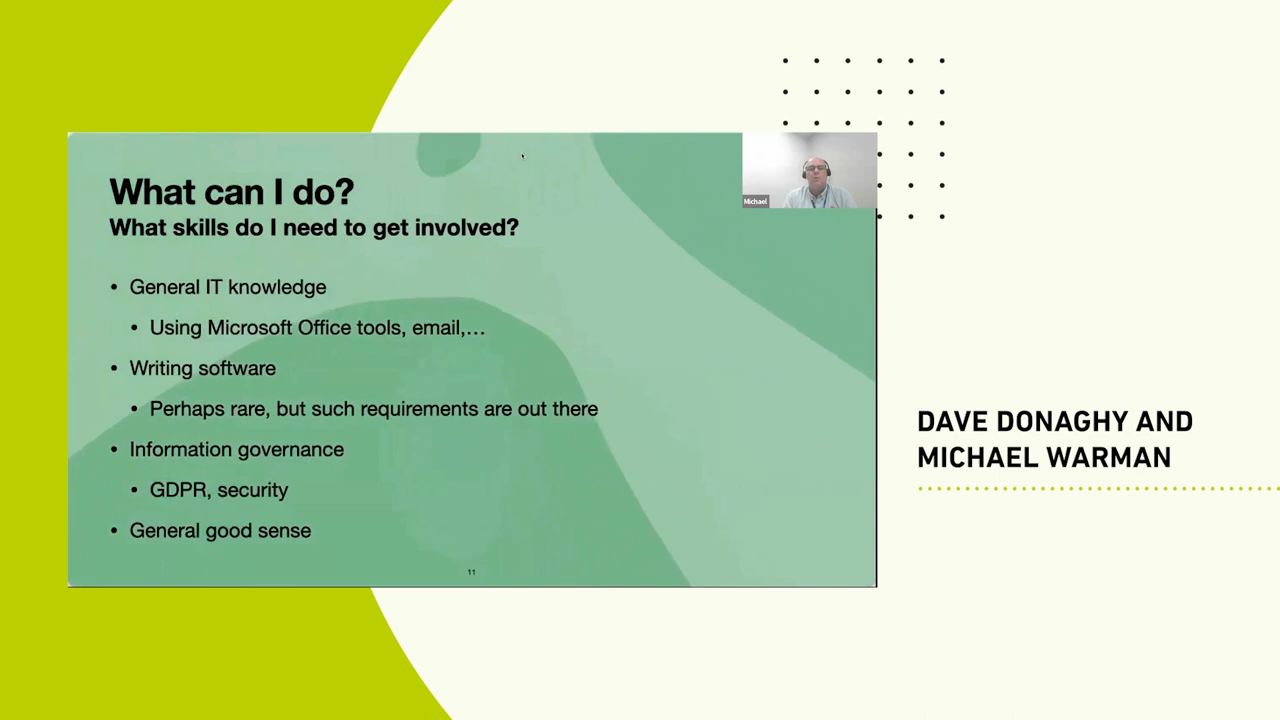 What can I do?
What skills do I need to get involved?
• General IT knowledge
• Using Microsoft Office tools, email,…
• Writing software
• Perhaps rare, but such requirements are out there
• Information governance
• GDPR, security
• General good sense
11
Michael
DAVE DONAGHY AND
MICHAEL WARMAN